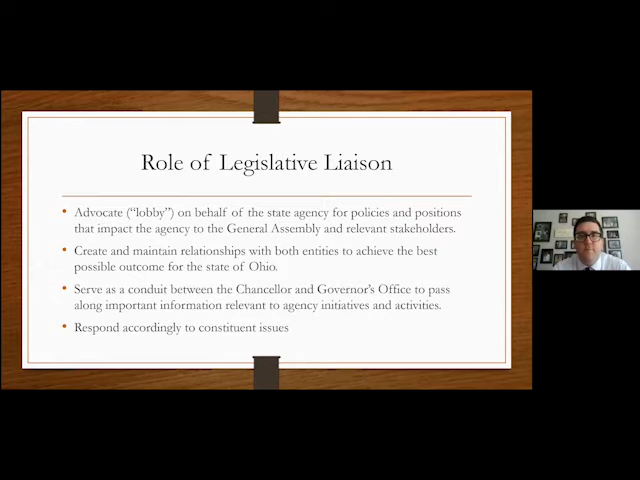 Role of Legislative Liaison
• Advocate (“lobby”) on behalf of the state agency for policies and positions
that impact the agency to the General Assembly and relevant stakeholders.
• Create and maintain relationships with both entities to achieve the best
possible outcome for the state of Ohio.
• Serve as a conduit between the Chancellor and Governor’s Office to pass
along important information relevant to agency initiatives and activities.
• Respond accordingly to constituent issues